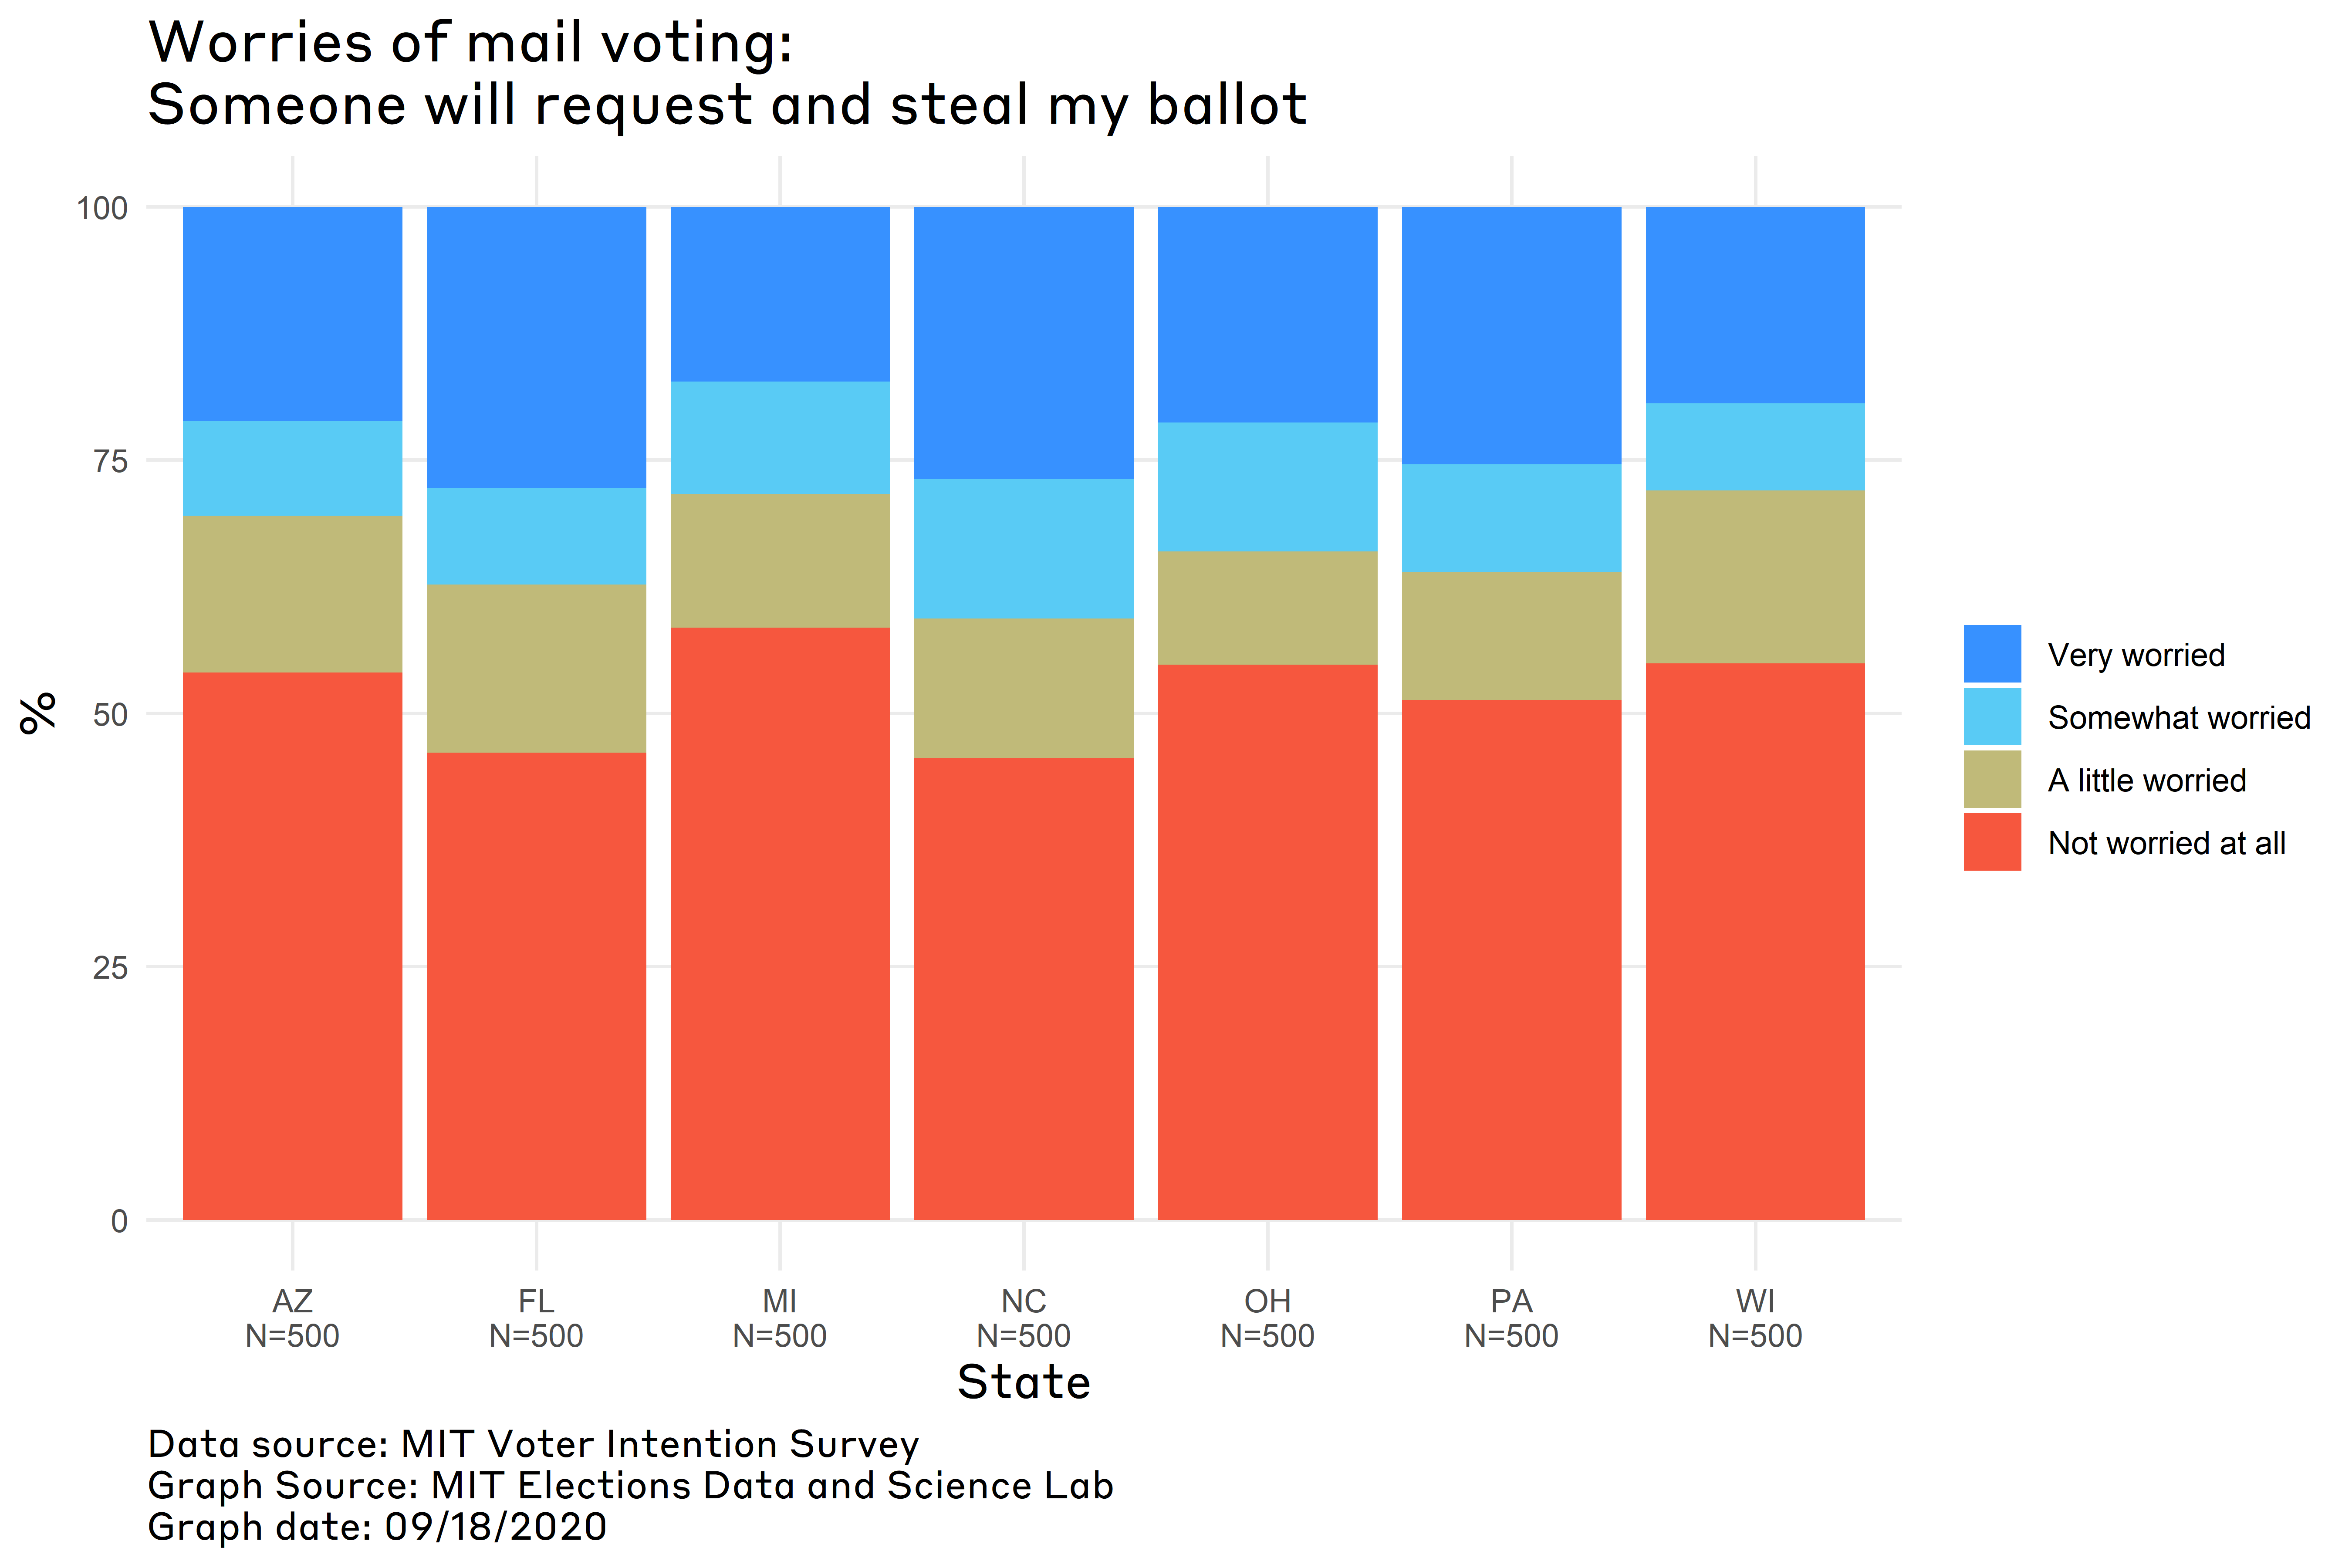 Worries of mail voting:
Someone will request and steal my ballot
100
75
50
25
0
%
Very worried
Somewhat worried
A little worried
Not worried at all
AZ FL MI NC OH PA WI
N=500 N=500 N=500 N=500 N=500 N=500 N=500
State
Data source: MIT Voter Intention Survey
Graph Source: MIT Elections Data and Science Lab
Graph date: 09/18/2020